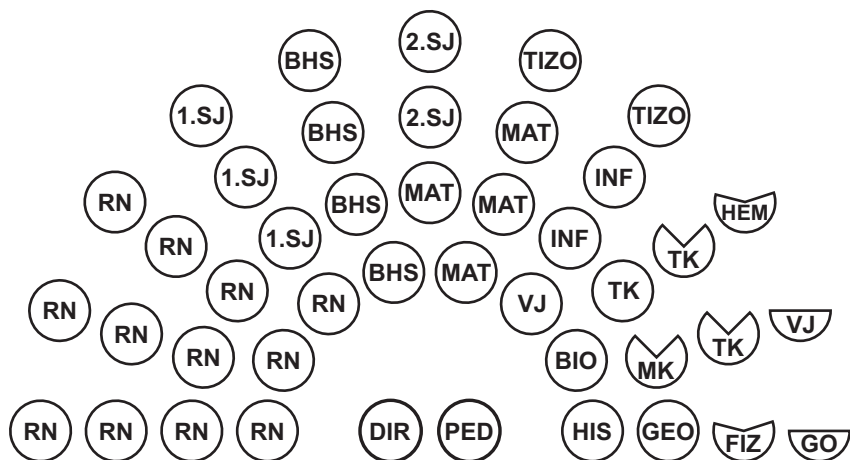 2.SJ
BHS TIZO
1.SJ 2.SJ TIZO
BHS MAT
1.SJ INF
RN BHS MAT MAT HEM
RN 1.SJ INF TK
RN BHS MAT VJ TK
RN RN
RN RN RN BIO MK TK VJ
RN RN RN RN DIR PED HIS GEO FIZ GO